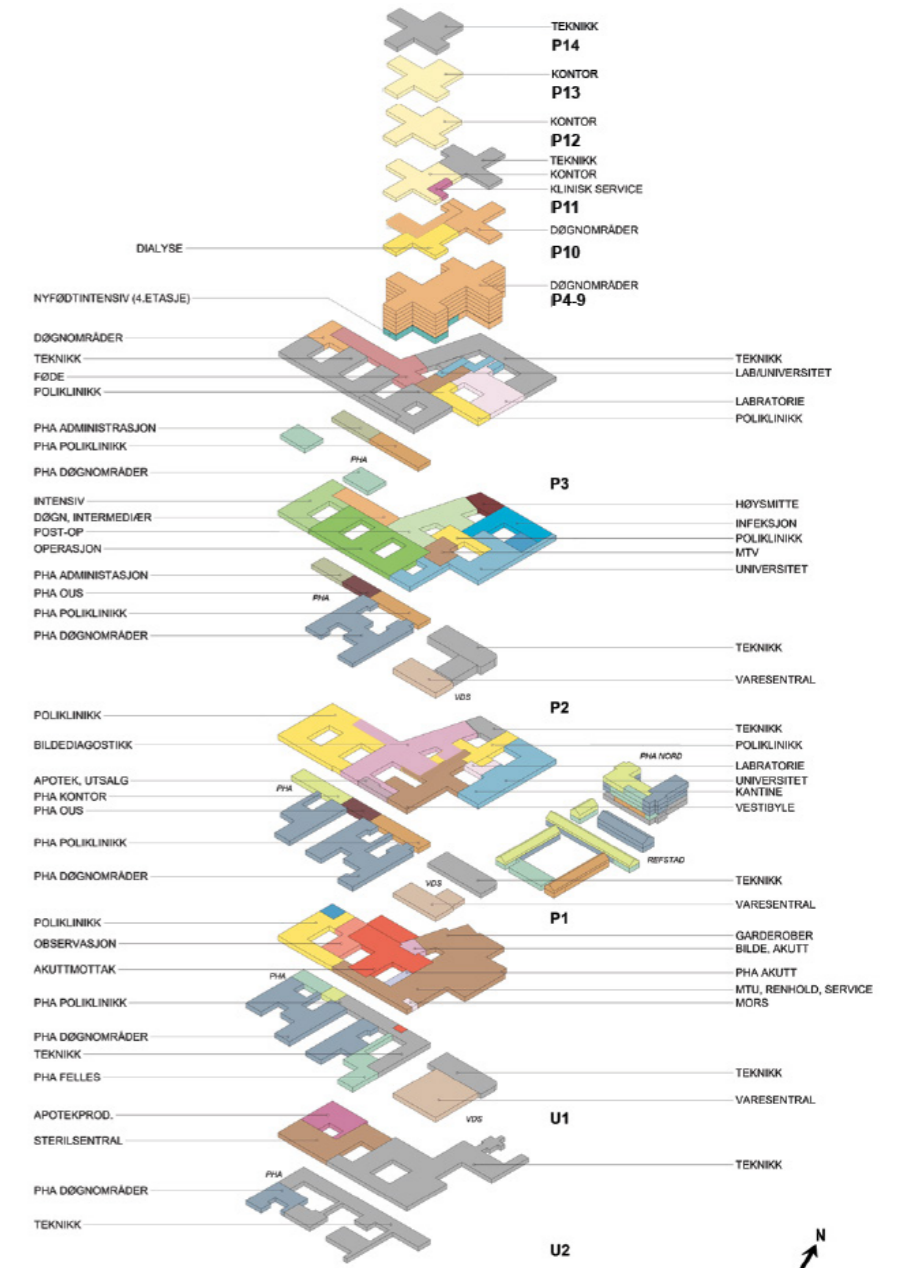 TEKNIKK
P14
KONTOR
P13
KONTOR
P12
TEKNIKK
KONTOR
KLINISK SERVICE
P11
DØGNOMRÅDER
DIALYSE
P10
DØGNOMRÅDER
NYFØDTINTENSIV (4.ETASJE)
P4-9
DØGNOMRÅDER
TEKNIKK
FØDE
POLIKLINIKK
TEKNIKK
LAB/UNIVERSITET
LABRATORIE
POLIKLINIKK
PHA ADMINISTRASJON
PHA POLIKLINIKK
PHA
PHA DØGNOMRÅDER
P3
INTENSIV
DØGN, INTERMEDIÆR
POST-OP
OPERASJON
HØYSMITTE
INFEKSJON
POLIKLINIKK
MTV
UNIVERSITET
PHA ADMINISTASJON
PHA OUS
PHA
PHA POLIKLINIKK
PHA DØGNOMRÅDER
TEKNIKK
VARESENTRAL
VDS
P2
POLIKLINIKK
BILDEDIAGOSTIKK
TEKNIKK
POLIKLINIKK
LABRATORIE
UNIVERSITET
KANTINE
VESTIBYLE
PHA NORD
APOTEK, UTSALG
PHA
PHA KONTOR
PHA OUS
PHA POLIKLINIKK
PHA DØGNOMRÅDER
REFSTAD
TEKNIKK
VDS
VARESENTRAL
P1
POLIKLINIKK
OBSERVASJON
AKUTTMOTTAK
GARDEROBER
BILDE, AKUTT
PHA AKUTT
MTU, RENHOLD, SERVICE
MORS
PHA
PHA POLIKLINIKK
PHA DØGNOMRÅDER
TEKNIKK
PHA FELLES
TEKNIKK
VARESENTRAL
VDS
U1
APOTEKPROD.
STERILSENTRAL
TEKNIKK
PHA
PHA DØGNOMRÅDER
TEKNIKK
U2
N